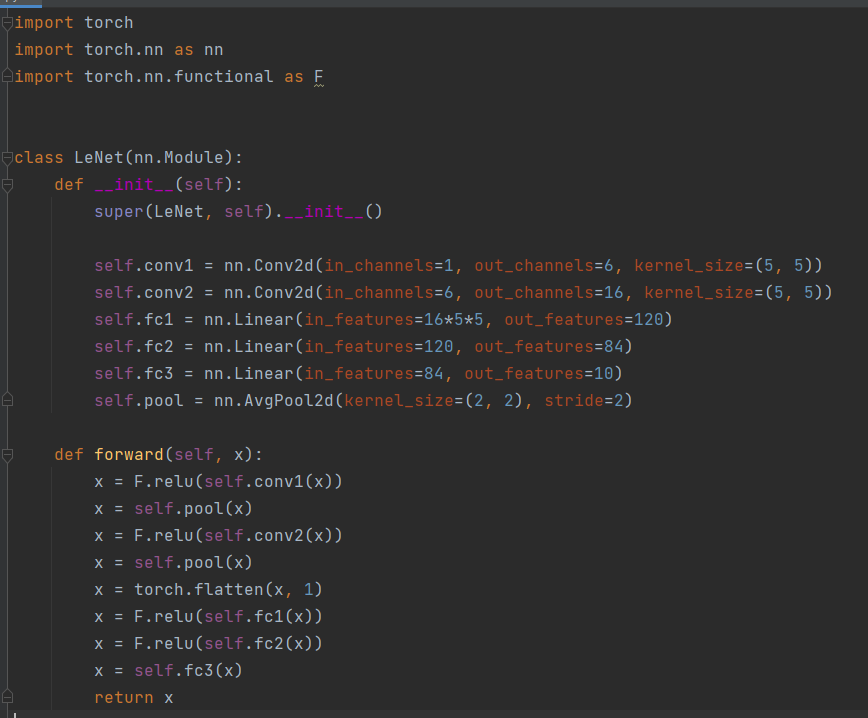 import torch
import torch.nn as nn
import torch.nn.functional as F
class LeNet(nn.Module):
    def __init__(self):
        super(LeNet, self).__init__()
        self.conv1 = nn.Conv2d(in_channels=1, out_channels=6, kernel_size=(5, 5))
        self.conv2 = nn.Conv2d(in_channels=6, out_channels=16, kernel_size=(5, 5))
        self.fc1 = nn.Linear(in_features=16*5*5, out_features=120)
        self.fc2 = nn.Linear(in_features=120, out_features=84)
        self.fc3 = nn.Linear(in_features=84, out_features=10)
        self.pool = nn.AvgPool2d(kernel_size=(2, 2), stride=2)
    def forward(self, x):
        x = F.relu(self.conv1(x))
        x = self.pool(x)
        x = F.relu(self.conv2(x))
        x = self.pool(x)
        x = torch.flatten(x, 1)
        x = F.relu(self.fc1(x))
        x = F.relu(self.fc2(x))
        x = self.fc3(x)
        return x